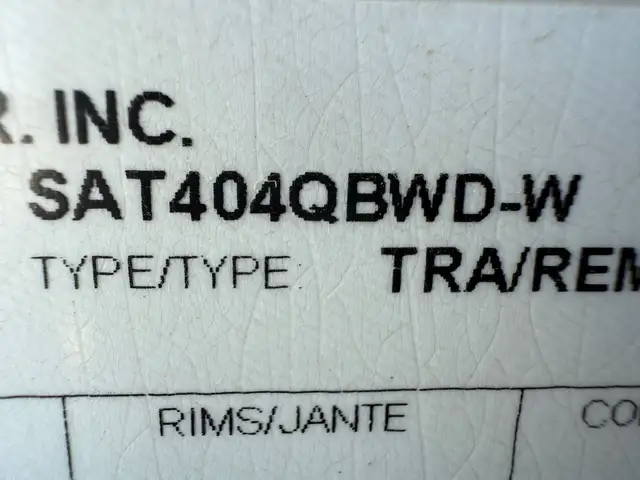 R. INC.
SAT404QBWD-W
TYPE/TYPE: TRA/REM
RIMS/JANTE
CO